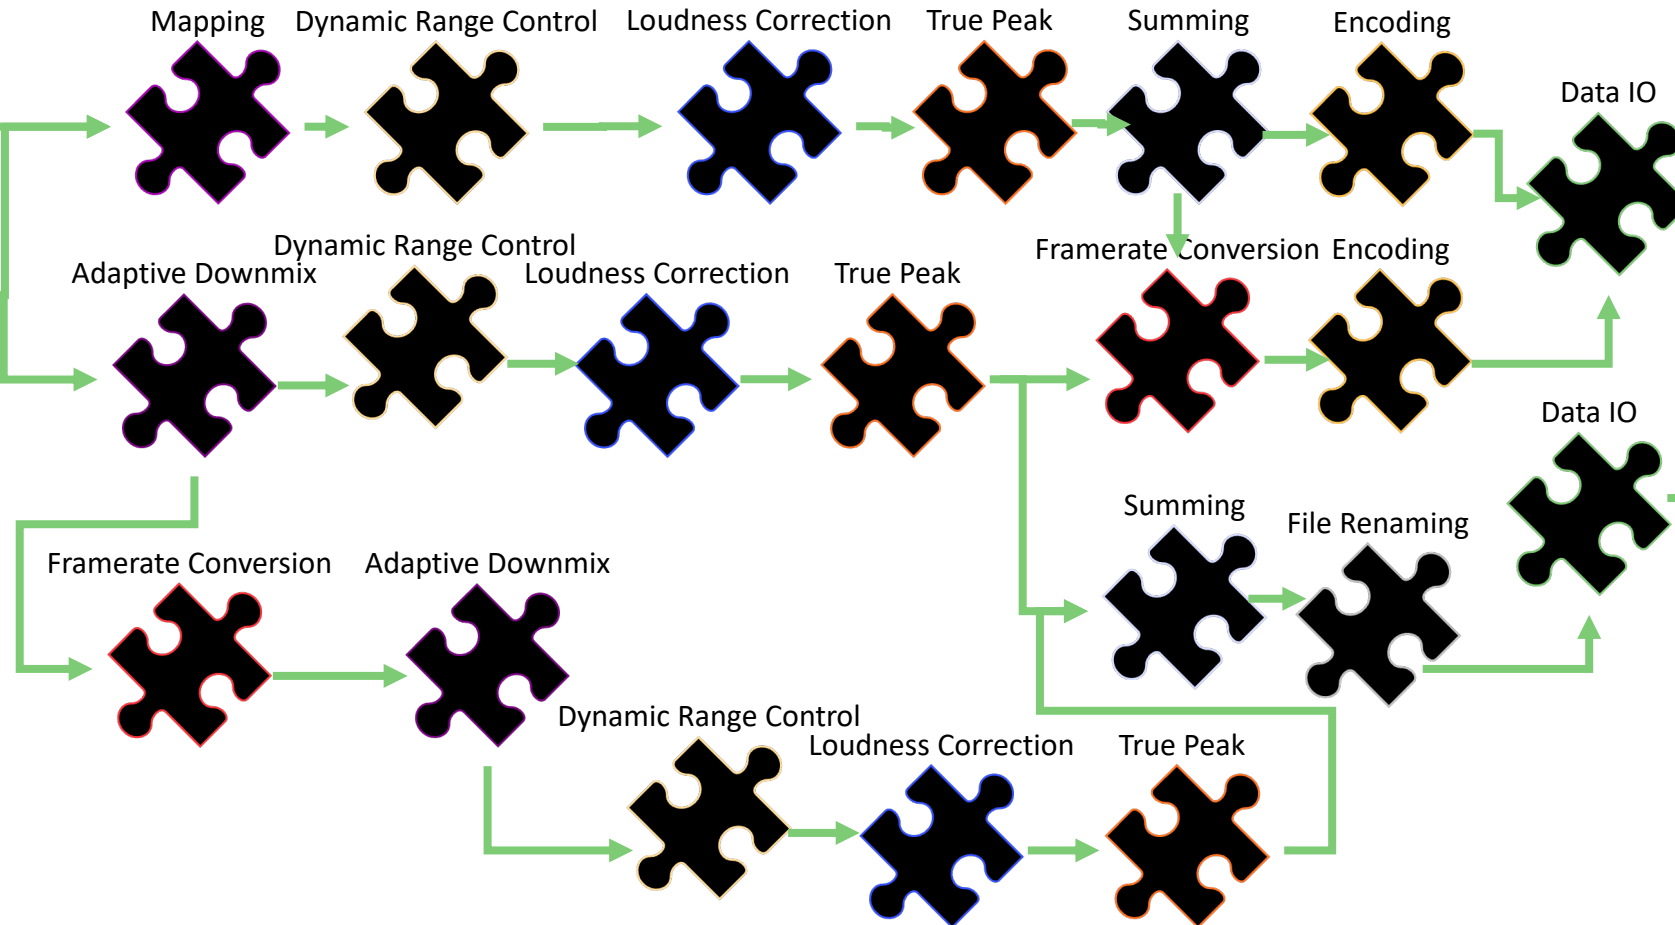 Mapping
Dynamic Range Control
Loudness Correction
True Peak
Summing
Encoding
Data IO
Adaptive Downmix
Dynamic Range Control
Loudness Correction
True Peak
Framerate Conversion
Encoding
Data IO
Summing
File Renaming
Framerate Conversion
Adaptive Downmix
Dynamic Range Control
Loudness Correction
True Peak